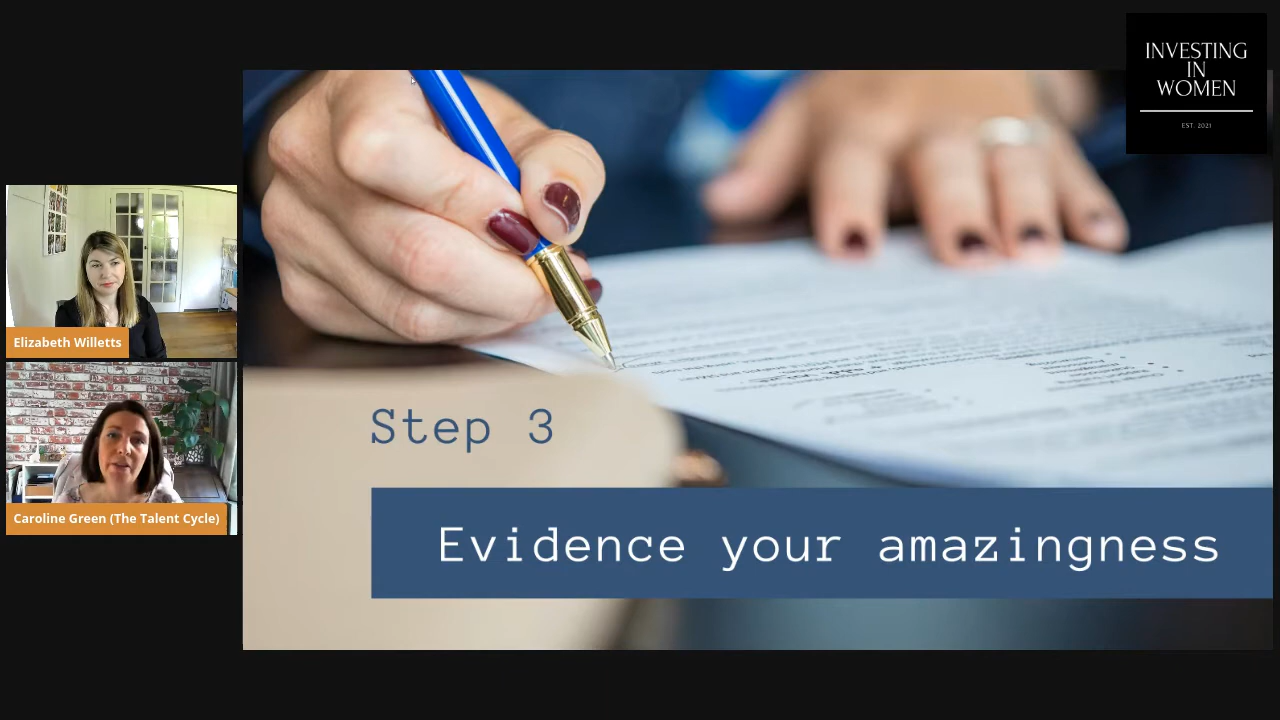 INVESTING
IN
WOMEN
EST. 2021
Elizabeth Willetts
Caroline Green (The Talent Cycle)
Step 3
Evidence your amazingness